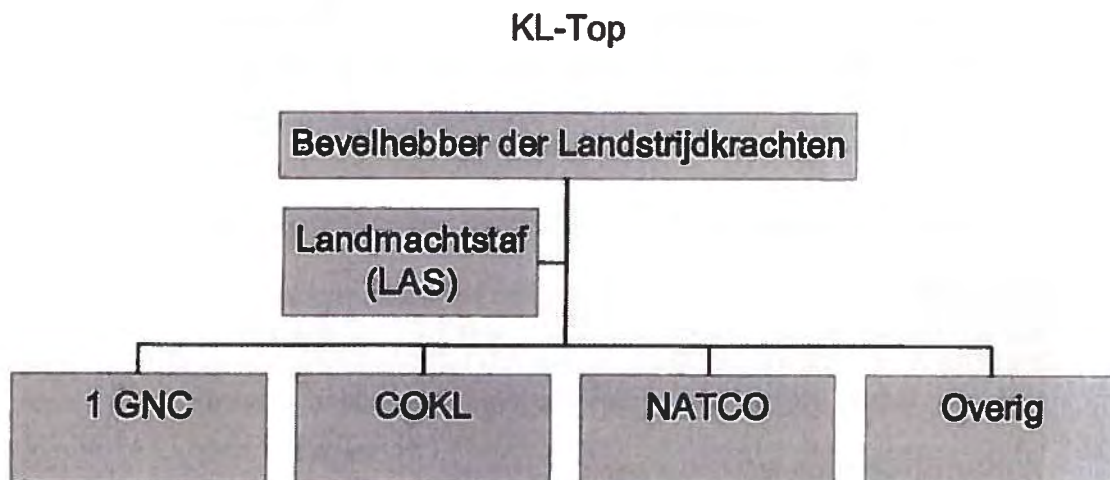 KL-Top
Bevelhebber der Landstrijdkrachten
Landmachtstaf
(LAS)
1 GNC
COKL
NATCO
Overig